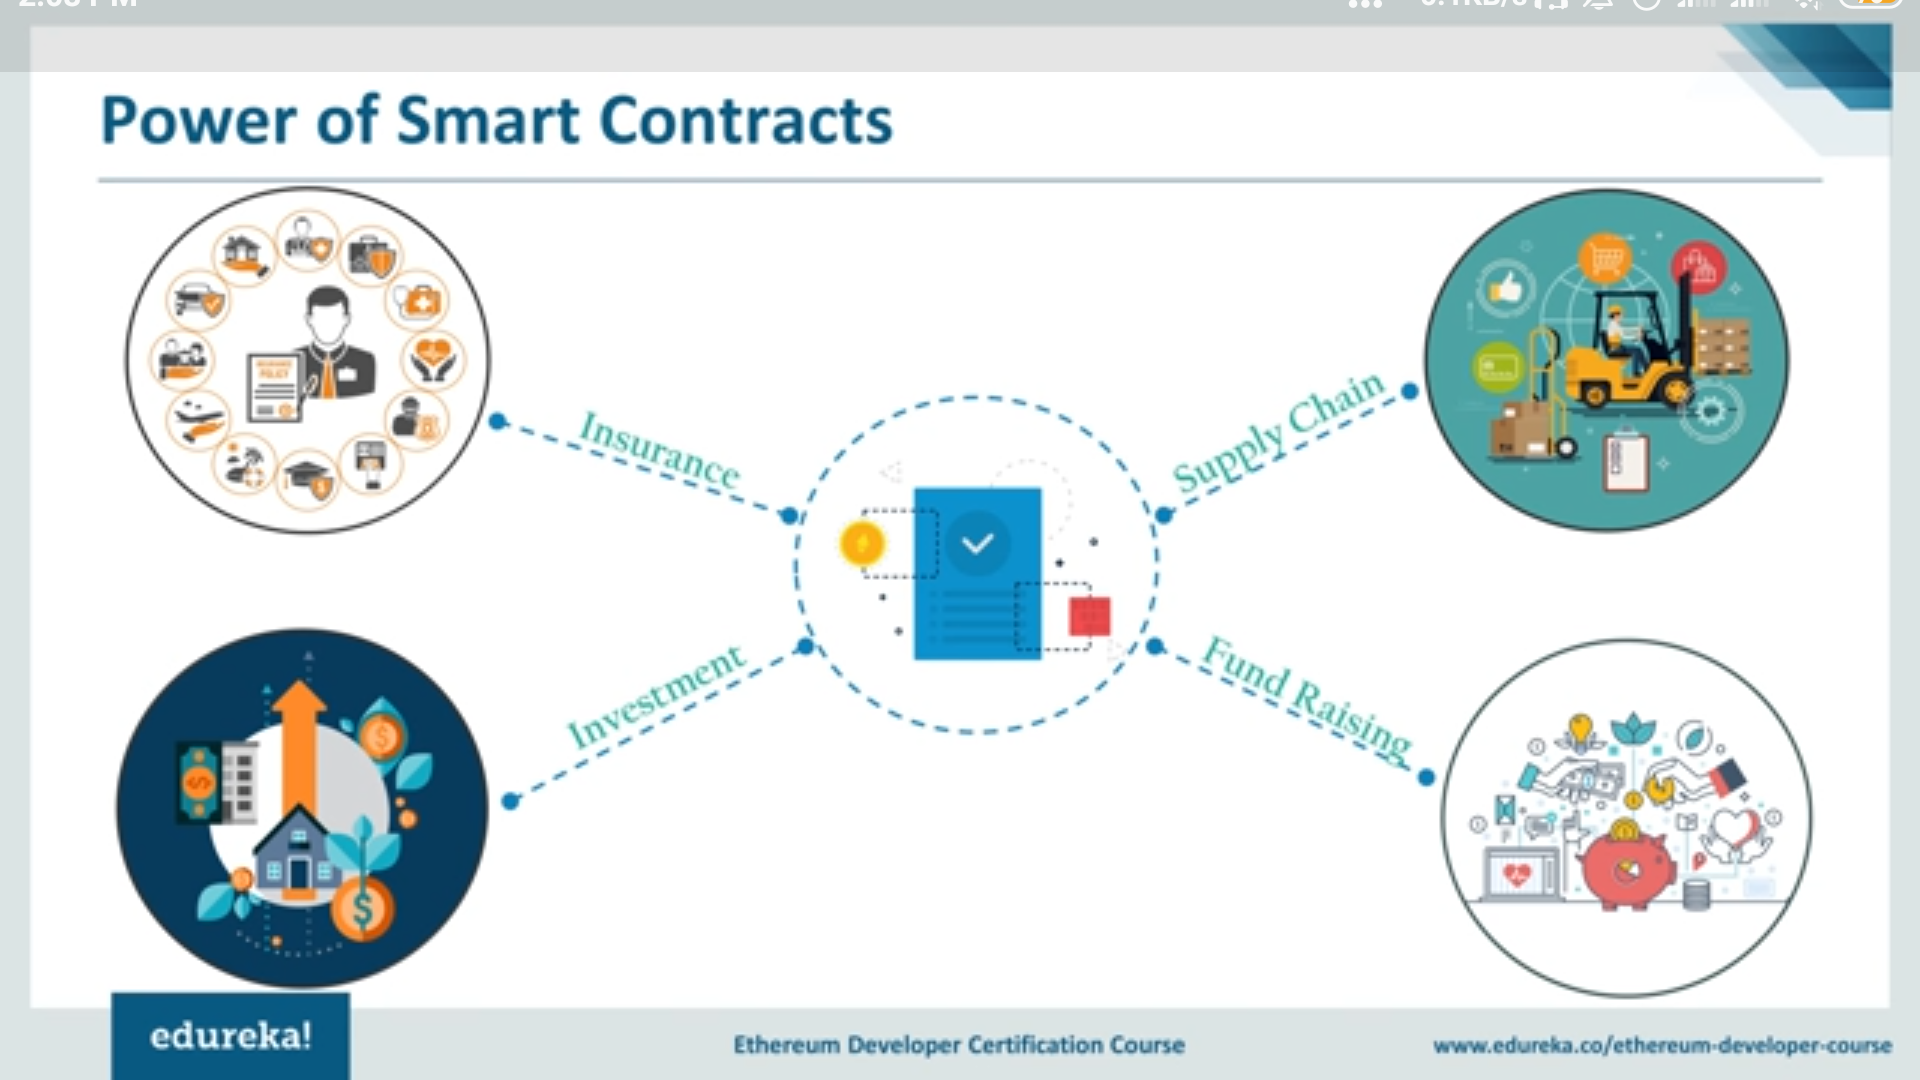 Power of Smart Contracts
Insurance
Supply Chain
POLICY
Investment
Fund Raising
edureka!
Ethereum Developer Certification Course
www.edureka.co/ethereum-developer-course